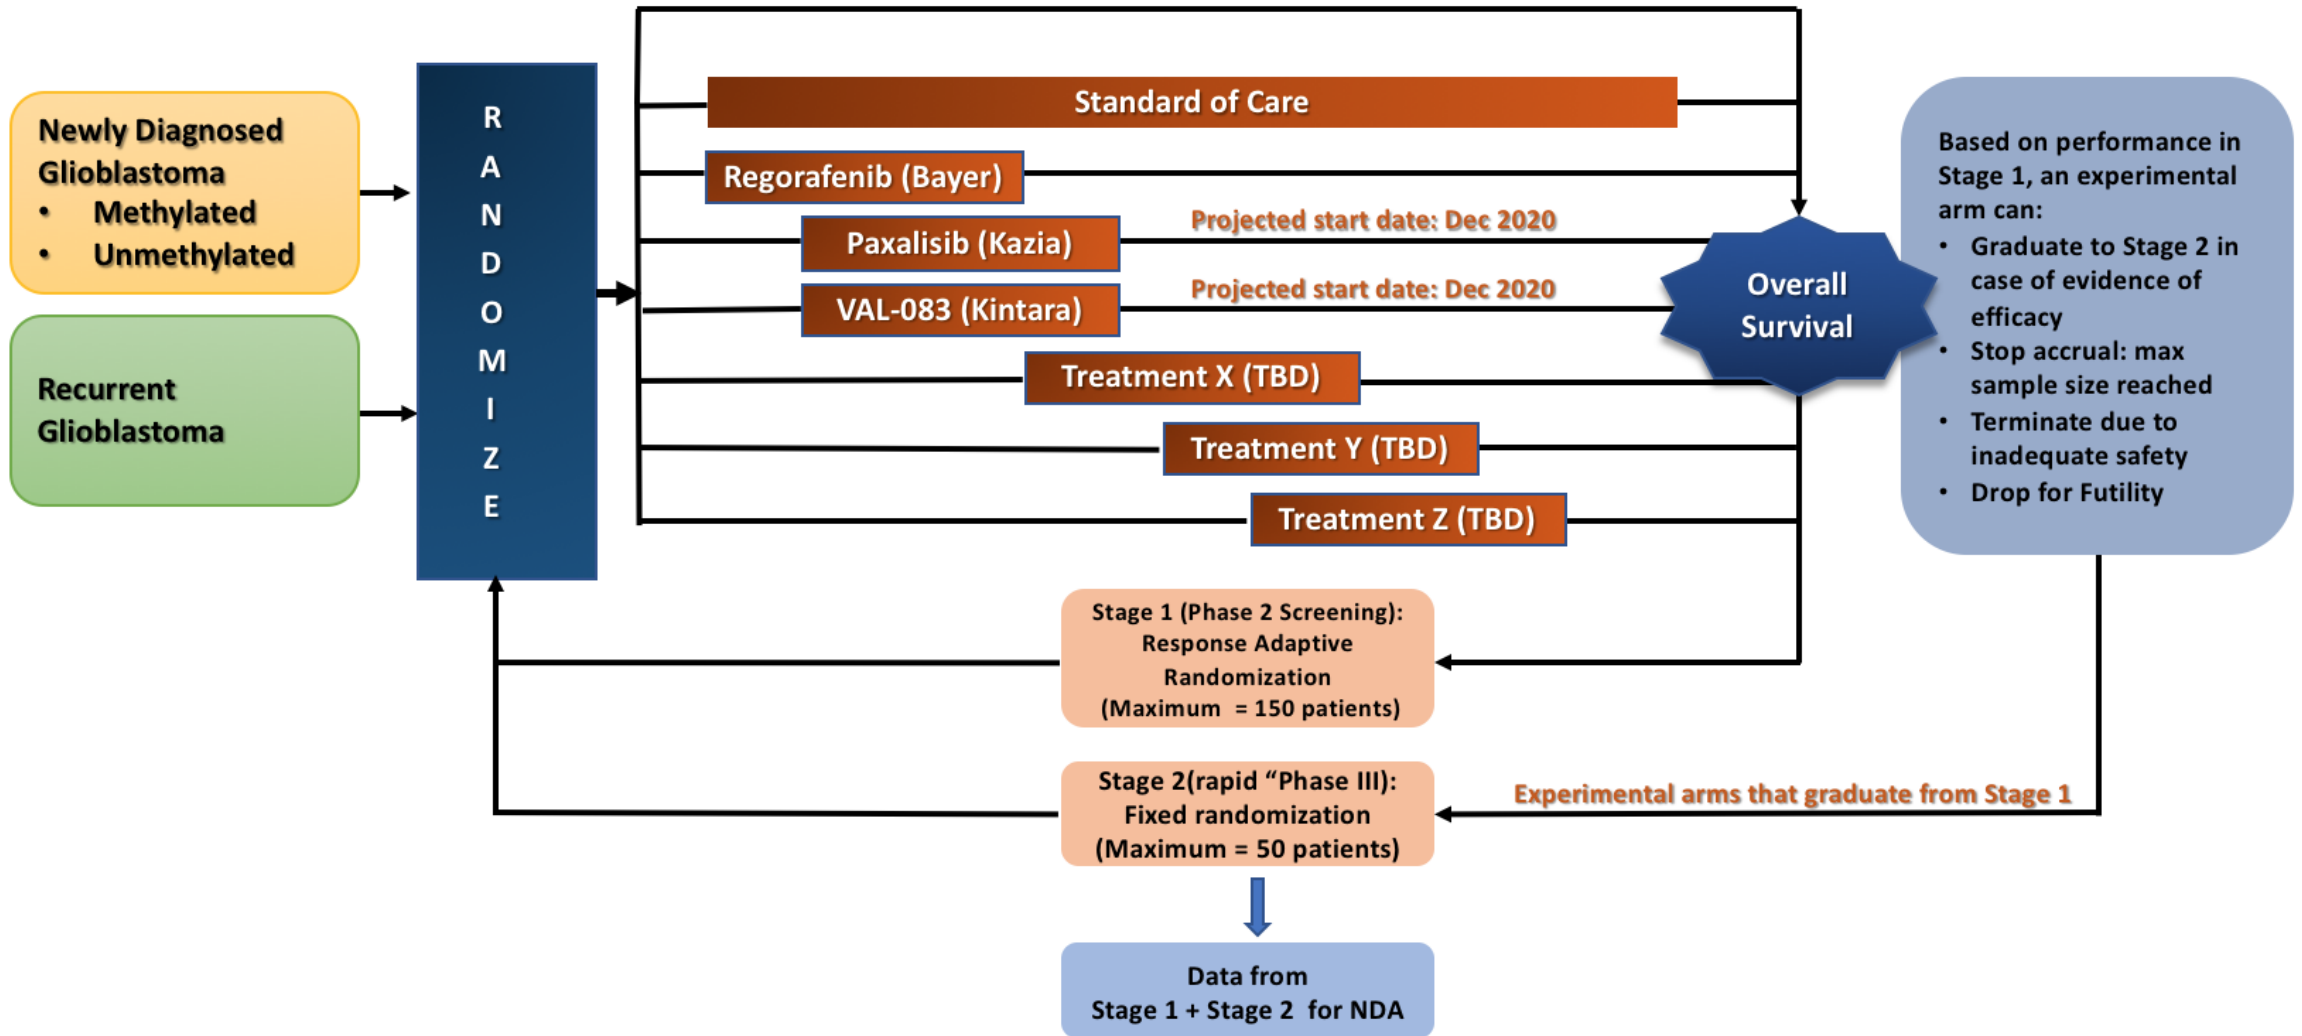 Newly Diagnosed
Glioblastoma
• Methylated
• Unmethylated
Recurrent
Glioblastoma
R
A
N
D
O
M
I
Z
E
Standard of Care
Regorafenib (Bayer)
Paxalisib (Kazia)
Projected start date: Dec 2020
VAL-083 (Kintara)
Projected start date: Dec 2020
Treatment X (TBD)
Treatment Y (TBD)
Treatment Z (TBD)
Overall
Survival
Based on performance in
Stage 1, an experimental
arm can:
• Graduate to Stage 2 in
case of evidence of
efficacy
• Stop accrual: max
sample size reached
• Terminate due to
inadequate safety
• Drop for Futility
Stage 1 (Phase 2 Screening):
Response Adaptive
Randomization
(Maximum = 150 patients)
Stage 2(rapid “Phase III):
Fixed randomization
(Maximum = 50 patients)
Experimental arms that graduate from Stage 1
Data from
Stage 1 + Stage 2 for NDA